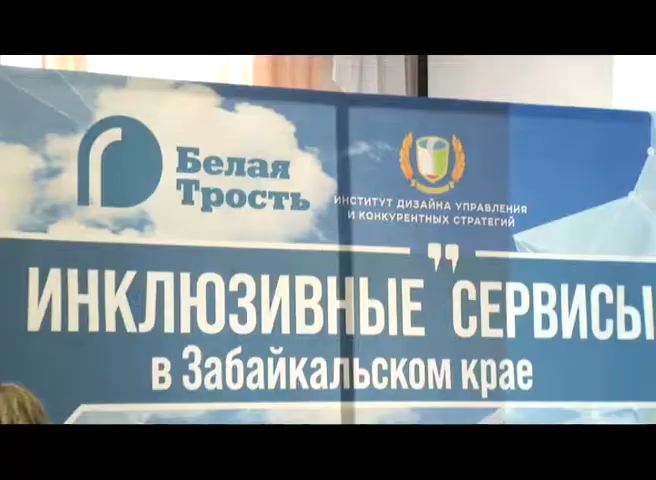 Белая
Трость
ИНСТИТУТ ДИЗАЙНА УПРАВЛЕНИЯ
И КОНКУРЕНТНЫХ СТРАТЕГИЙ
”
ИНКЛЮЗИВНЫЕ СЕРВИСЫ
в Забайкальском крае